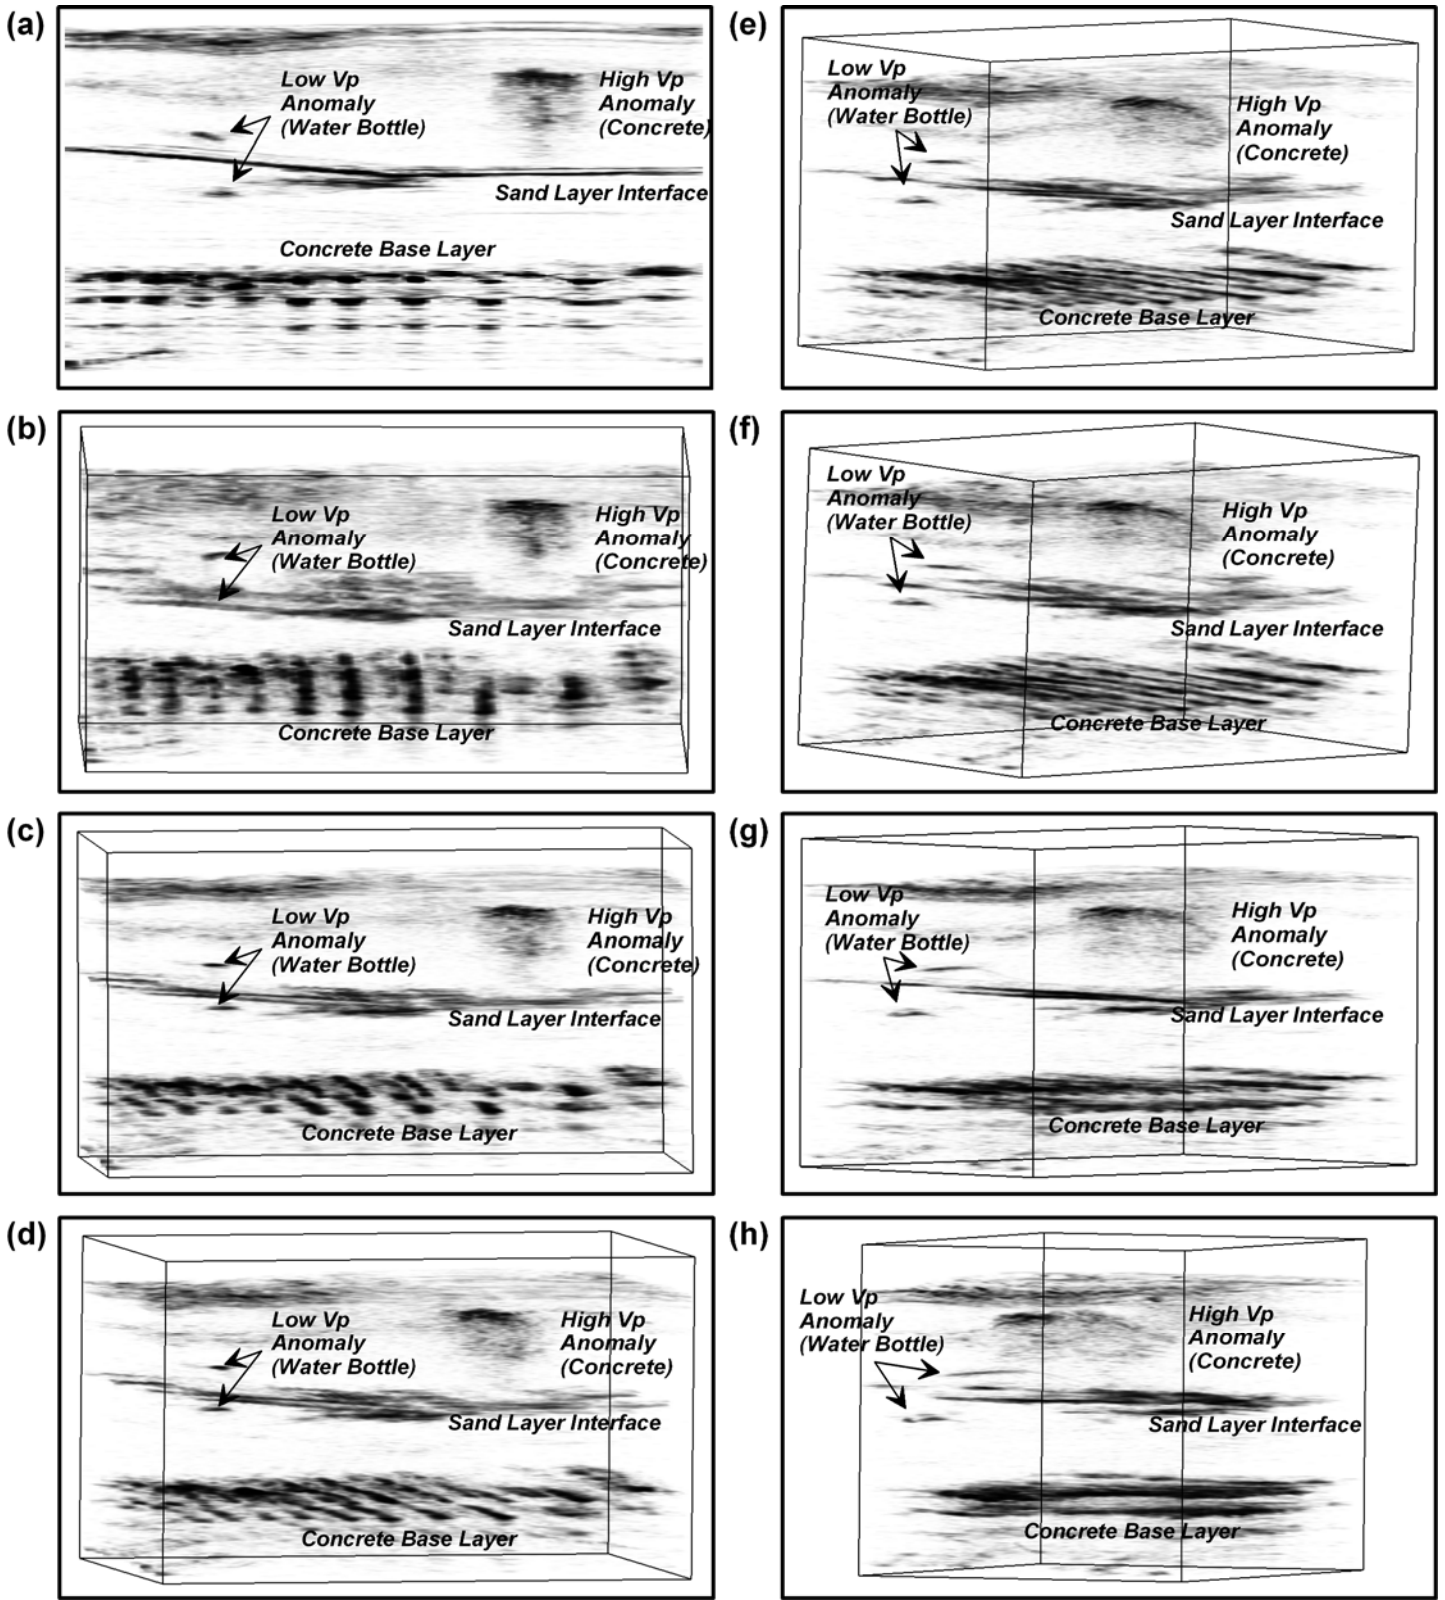 (a)
Low Vp
Anomaly
(Water Bottle)
High Vp
Anomaly
(Concrete)
Sand Layer Interface
Concrete Base Layer
(b)
Low Vp
Anomaly
(Water Bottle)
High Vp
Anomaly
(Concrete)
Sand Layer Interface
Concrete Base Layer
(c)
Low Vp
Anomaly
(Water Bottle)
High Vp
Anomaly
(Concrete)
Sand Layer Interface
Concrete Base Layer
(d)
Low Vp
Anomaly
(Water Bottle)
High Vp
Anomaly
(Concrete)
Sand Layer Interface
Concrete Base Layer
(e)
Low Vp
Anomaly
(Water Bottle)
High Vp
Anomaly
(Concrete)
Sand Layer Interface
Concrete Base Layer
(f)
Low Vp
Anomaly
(Water Bottle)
High Vp
Anomaly
(Concrete)
Sand Layer Interface
Concrete Base Layer
(g)
Low Vp
Anomaly
(Water Bottle)
High Vp
Anomaly
(Concrete)
Sand Layer Interface
Concrete Base Layer
(h)
Low Vp
Anomaly
(Water Bottle)
High Vp
Anomaly
(Concrete)
Sand Layer Interface
Concrete Base Layer